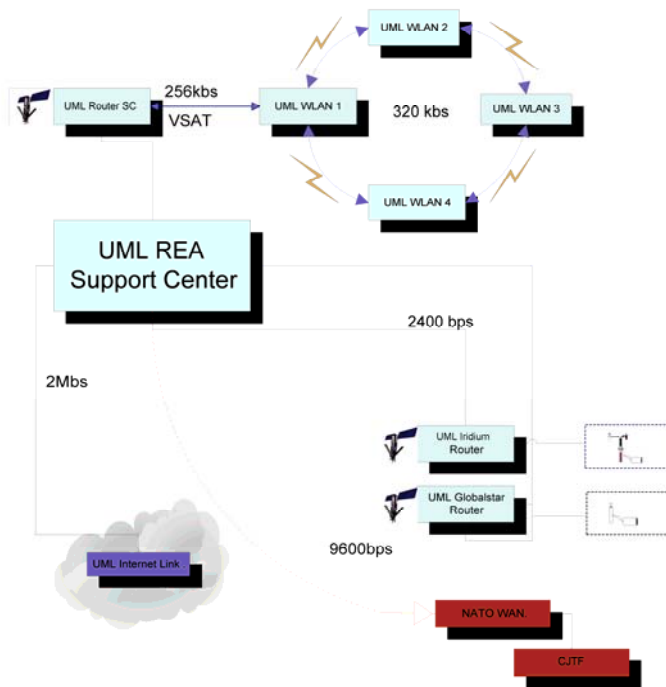 UML WLAN 2
256kbs
UML Router SC
UML WLAN 1
320 kbs
UML WLAN 3
VSAT
UML WLAN 4
UML REA
Support Center
2400 bps
2Mbs
UML Iridium
Router
UML Globalstar
Router
9600bps
UML Internet Link .
NATO WAN.
CJTF